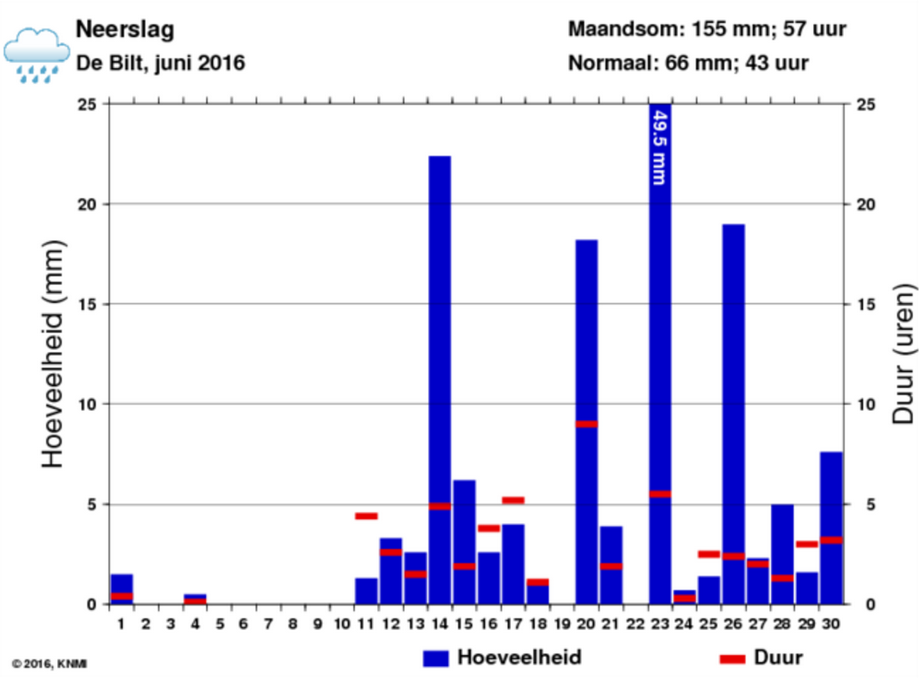 Neerslag
De Bilt, juni 2016
Maandsom: 155 mm; 57 uur
Normaal: 66 mm; 43 uur
Hoeveelheid (mm)
25
20
15
10
5
0
49.5 mm
25
20
15
10
5
0
Duur (uren)
1 2 3 4 5 6 7 8 9 10 11 12 13 14 15 16 17 18 19 20 21 22 23 24 25 26 27 28 29 30
© 2016, KNMI
Hoeveelheid
Duur